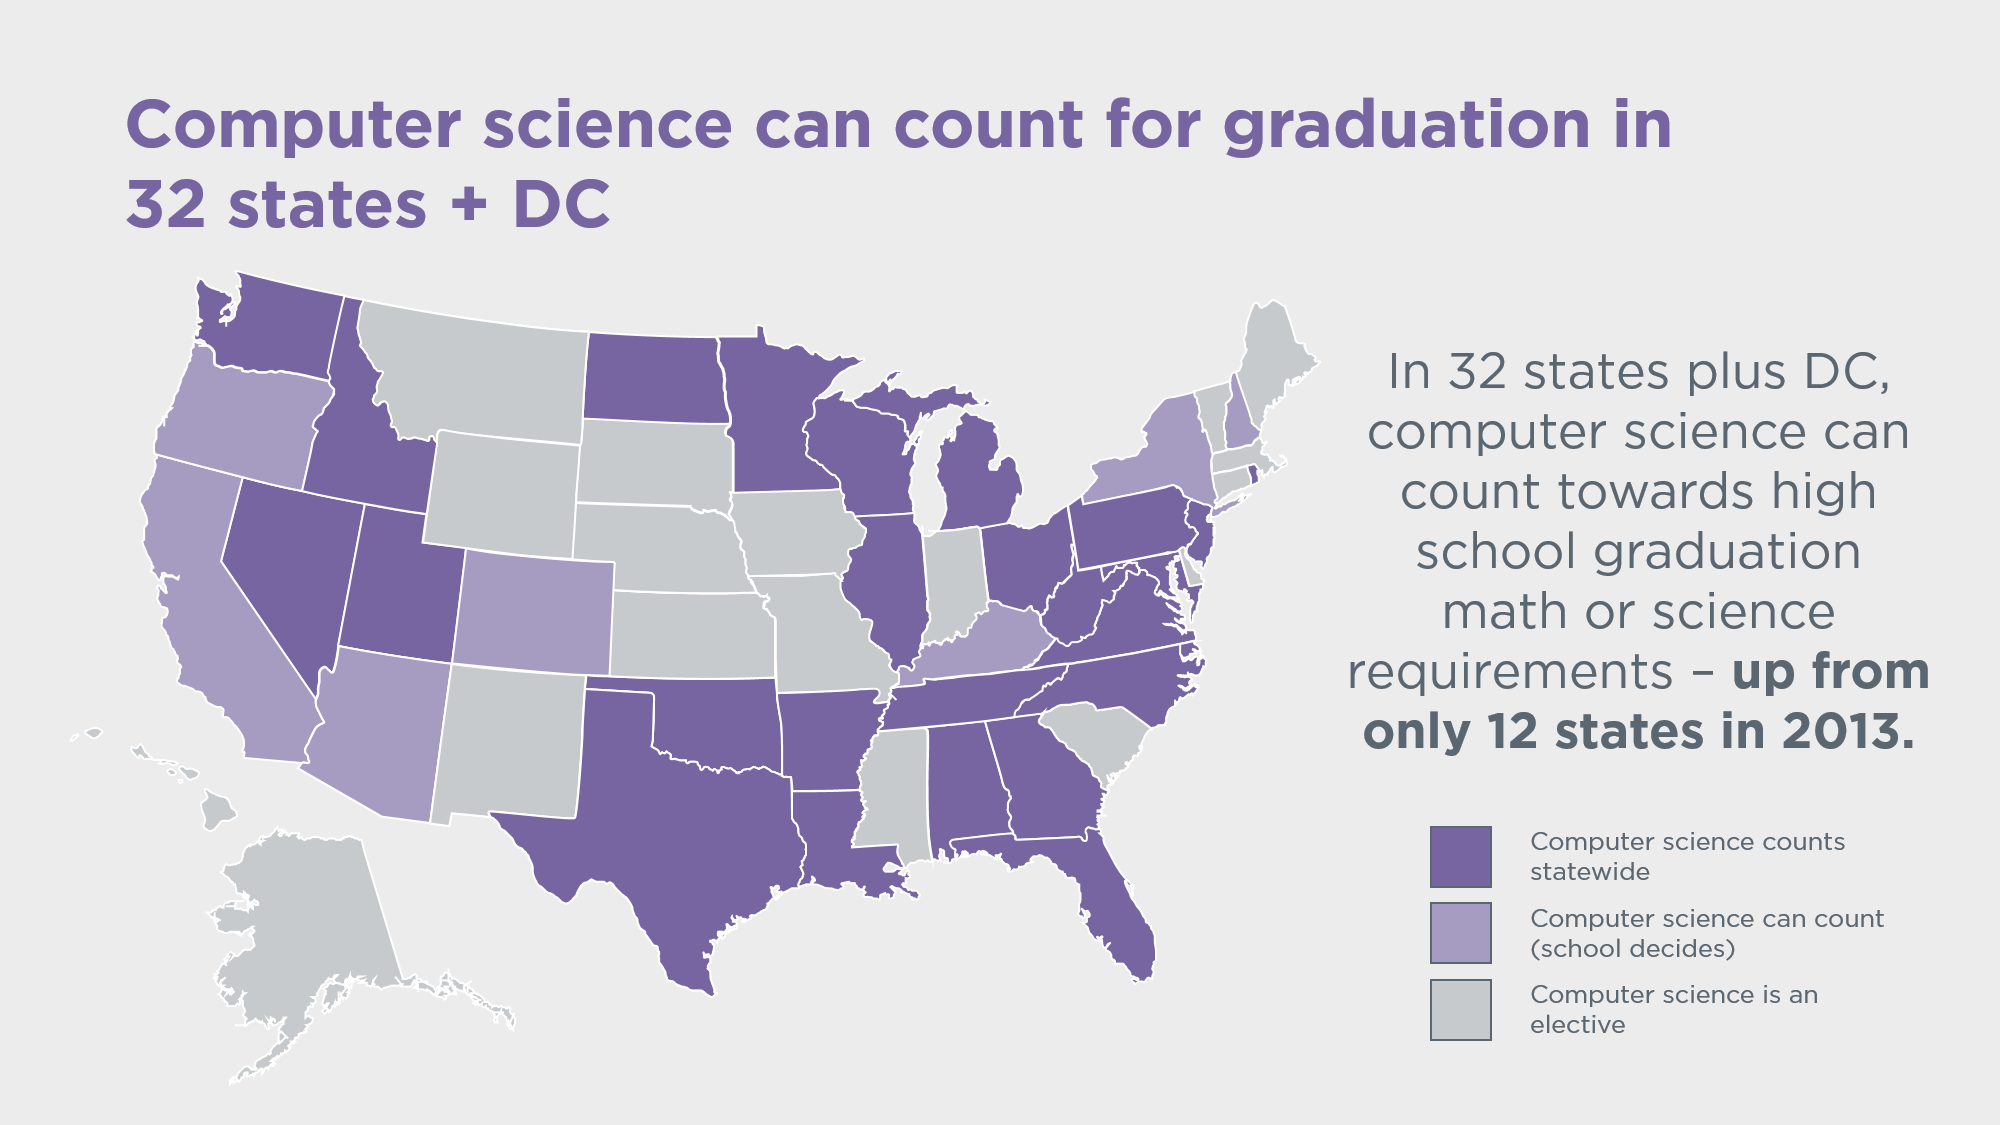 Computer science can count for graduation in
32 states + DC
In 32 states plus DC,
computer science can
count towards high
school graduation
math or science
requirements – up from
only 12 states in 2013.
Computer science counts
statewide
Computer science can count
(school decides)
Computer science is an
elective